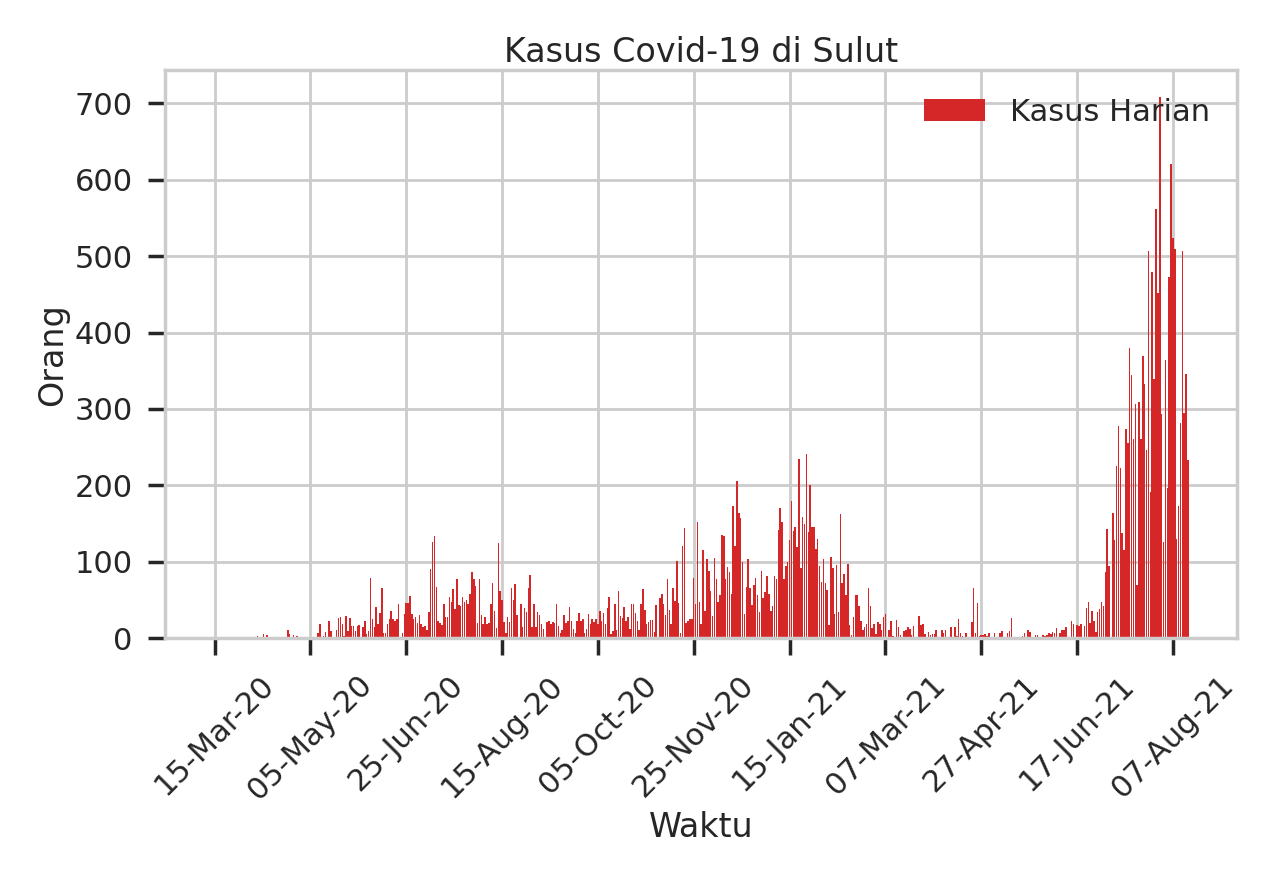 Kasus Covid-19 di Sulut
Kasus Harian
Orang
700
600
500
400
300
200
100
0
15-Mar-20
05-May-20
25-Jun-20
15-Aug-20
05-Oct-20
25-Nov-20
15-Jan-21
07-Mar-21
27-Apr-21
17-Jun-21
07-Aug-21
Waktu